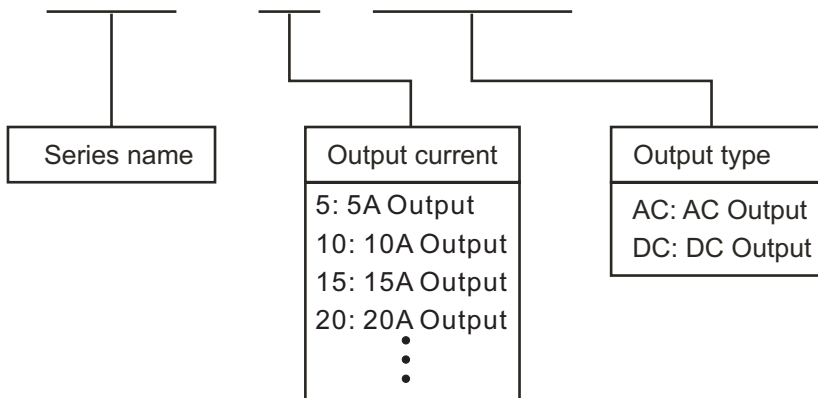 Series name
Output current
Output type
5: 5A Output
10: 10A Output
15: 15A Output
20: 20A Output
AC: AC Output
DC: DC Output